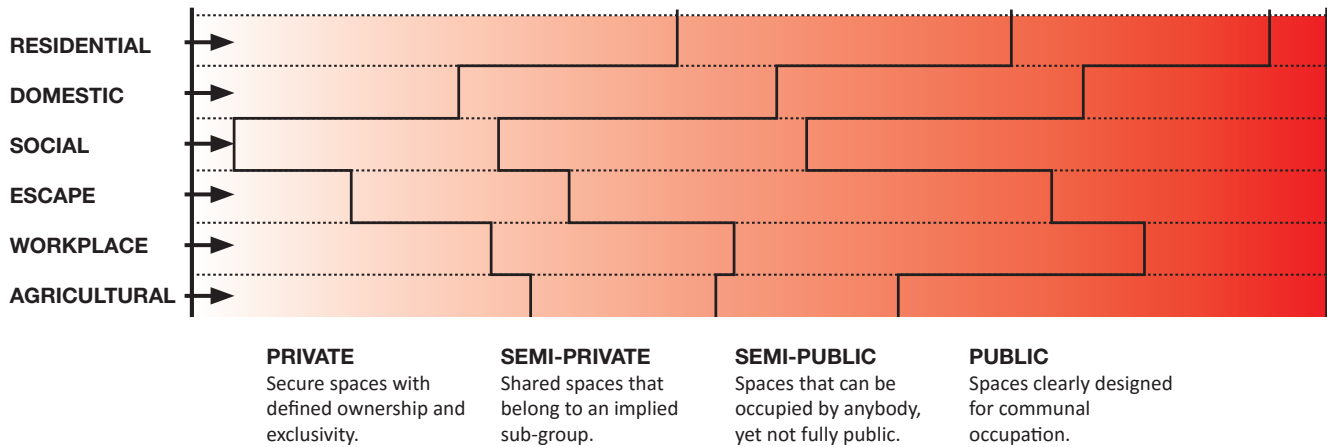 RESIDENTIAL
DOMESTIC
SOCIAL
ESCAPE
WORKPLACE
AGRICULTURAL
PRIVATE
Secure spaces with
defined ownership and
exclusivity.
SEMI-PRIVATE
Shared spaces that
belong to an implied
sub-group.
SEMI-PUBLIC
Spaces that can be
occupied by anybody,
yet not fully public.
PUBLIC
Spaces clearly designed
for communal
occupation.